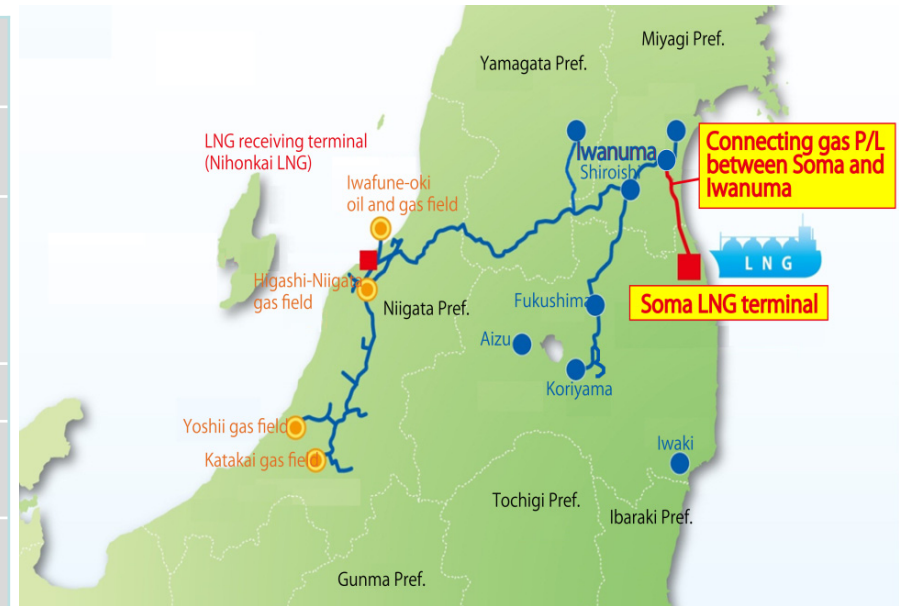 Miyagi Pref.
Yamagata Pref.
LNG receiving terminal
(Nihonkai LNG)
Iwafune-oki
oil and gas field
Iwanuma
Shiroishi
Connecting gas P/L
between Soma and
Iwanuma
LNG
Higashi-Niigata
gas field
Niigata Pref.
Fukushima
Soma LNG terminal
Aizu
Koriyama
Yoshii gas field
Katakai gas field
Iwaki
Tochigi Pref.
Ibaraki Pref.
Gunma Pref.